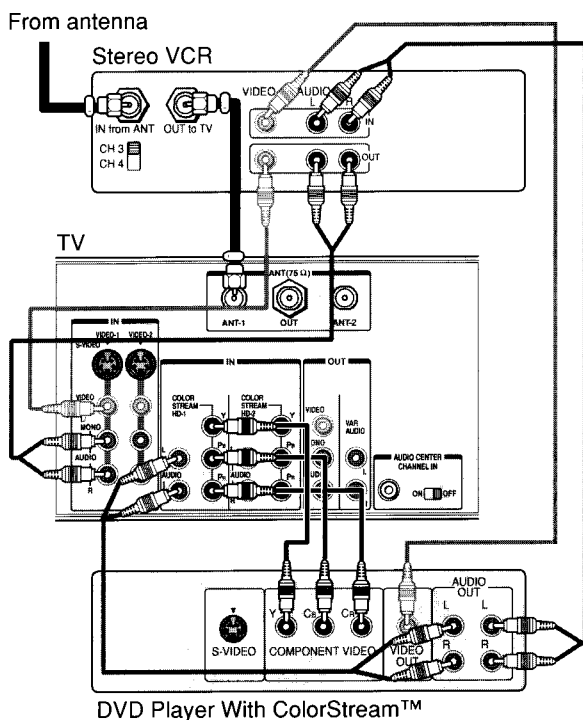 From antenna
Stereo VCR
VIDEO AUDIO
L R
IN from ANT OUT to TV
IN
CH 3
CH 4
OUT
TV
ANT(75 Ω)
ANT-1 OUT ANT-2
IN
VIDEO-1 VIDEO-2
S-VIDEO
IN
OUT
COLOR STREAM HD-1
COLOR STREAM HD-2
VIDEO
VAR AUDIO
VIDEO
Y
Y
MONO
PB
PB
AUDIO CENTER
CHANNEL IN
AUDIO
L
L
AUDIO
PR
AUDIO
PR
ON OFF
R
R
AUDIO OUT
L L
Y CB CR
S-VIDEO
COMPONENT VIDEO
VIDEO OUT
R R
DVD Player With ColorStream™